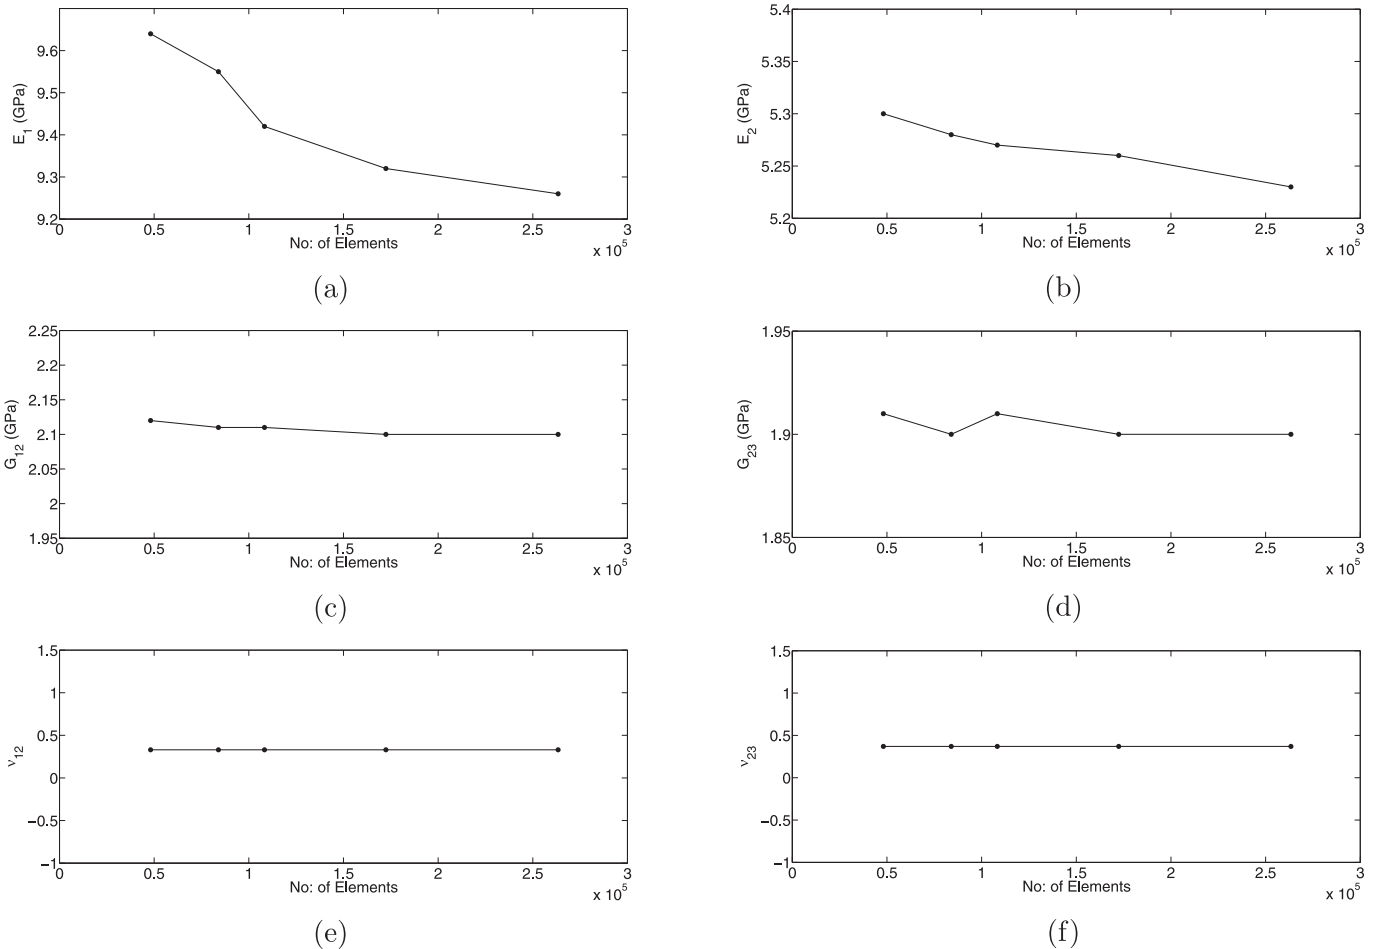 9.6
9.5
9.4
9.3
9.2
E1 (GPa)
0 0.5 1 1.5 2 2.5 3
No: of Elements
x 10^5
(a)
5.4
5.35
5.3
5.25
5.2
E2 (GPa)
0 0.5 1 1.5 2 2.5 3
No: of Elements
x 10^5
(b)
2.25
2.2
2.15
2.1
2.05
2
1.95
G12 (GPa)
0 0.5 1 1.5 2 2.5 3
No: of Elements
x 10^5
(c)
1.95
1.9
1.85
G23 (GPa)
0 0.5 1 1.5 2 2.5 3
No: of Elements
x 10^5
(d)
1.5
1
0.5
0
−0.5
−1
ν12
0 0.5 1 1.5 2 2.5 3
No: of Elements
x 10^5
(e)
1.5
1
0.5
0
−0.5
−1
ν23
0 0.5 1 1.5 2 2.5 3
No: of Elements
x 10^5
(f)